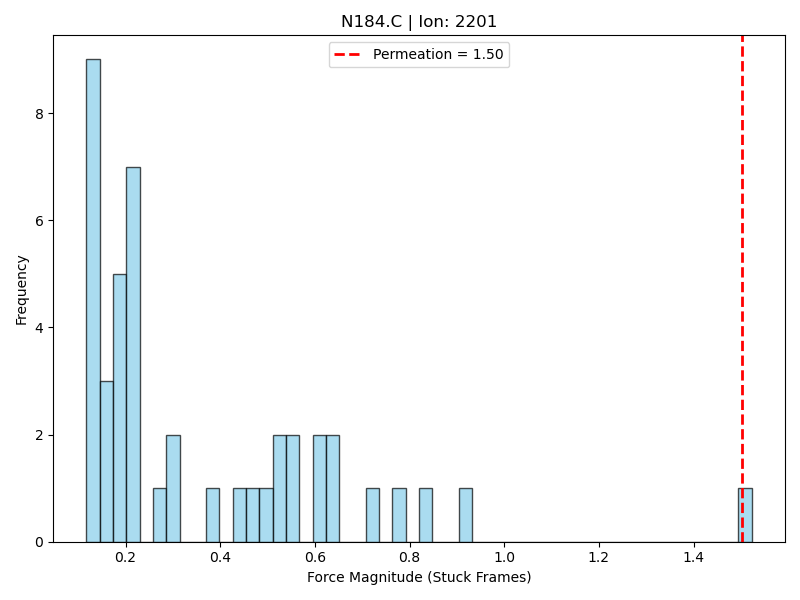 N184.C | Ion: 2201
Permeation = 1.50
Frequency
8
6
4
2
0
0.2 0.4 0.6 0.8 1.0 1.2 1.4
Force Magnitude (Stuck Frames)